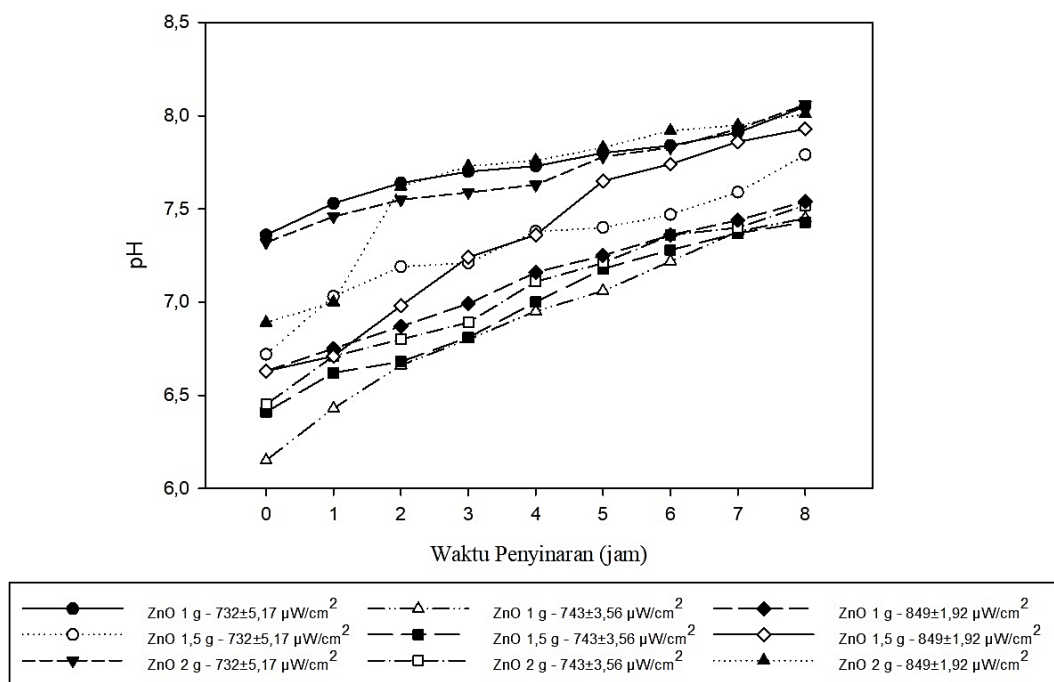 8,5
8,0
7,5
7,0
6,5
6,0
pH
0 1 2 3 4 5 6 7 8
Waktu Penyinaran (jam)
ZnO 1 g - 732±5,17 µW/cm²
ZnO 1,5 g - 732±5,17 µW/cm²
ZnO 2 g - 732±5,17 µW/cm²
ZnO 1 g - 743±3,56 µW/cm²
ZnO 1,5 g - 743±3,56 µW/cm²
ZnO 2 g - 743±3,56 µW/cm²
ZnO 1 g - 849±1,92 µW/cm²
ZnO 1,5 g - 849±1,92 µW/cm²
ZnO 2 g - 849±1,92 µW/cm²